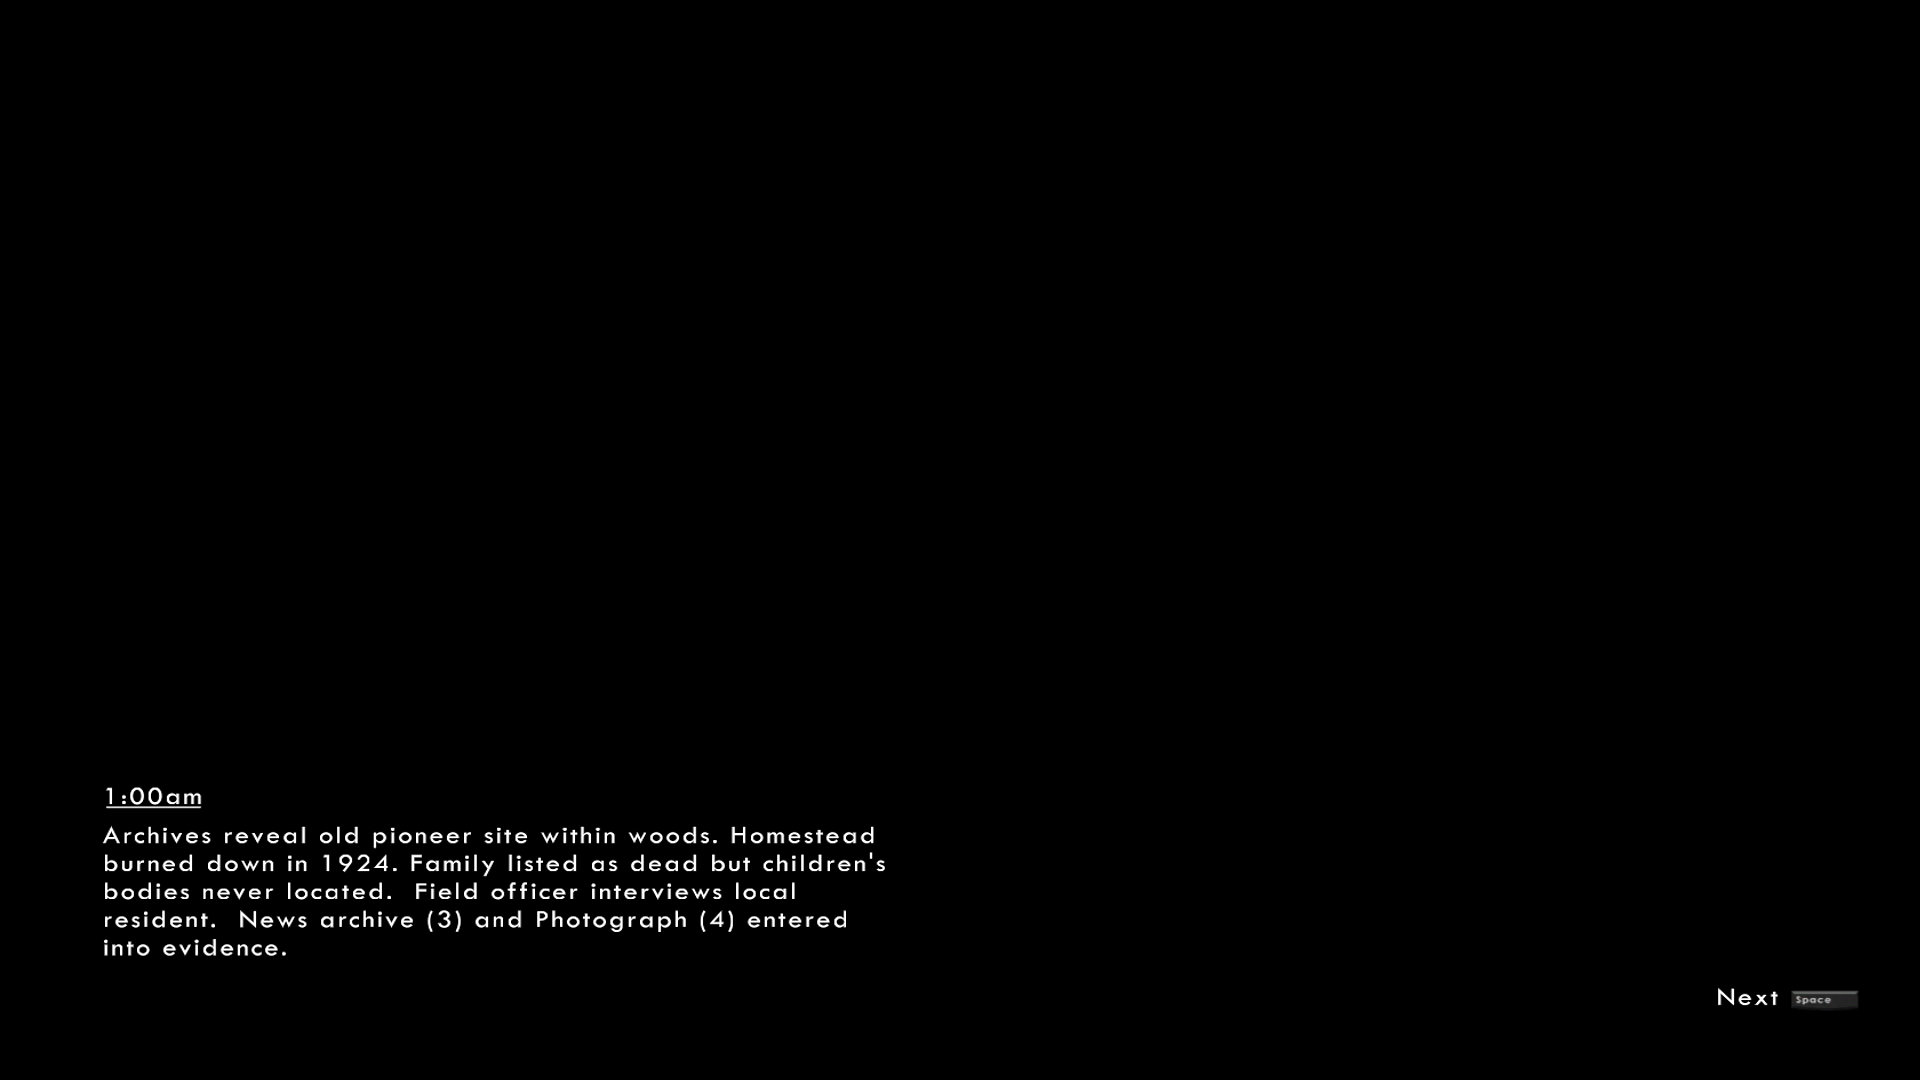 1:00am
Archives reveal old pioneer site within woods. Homestead
burned down in 1924. Family listed as dead but children's
bodies never located.  Field officer interviews local
resident.  News archive (3) and Photograph (4) entered
into evidence.
Next Space